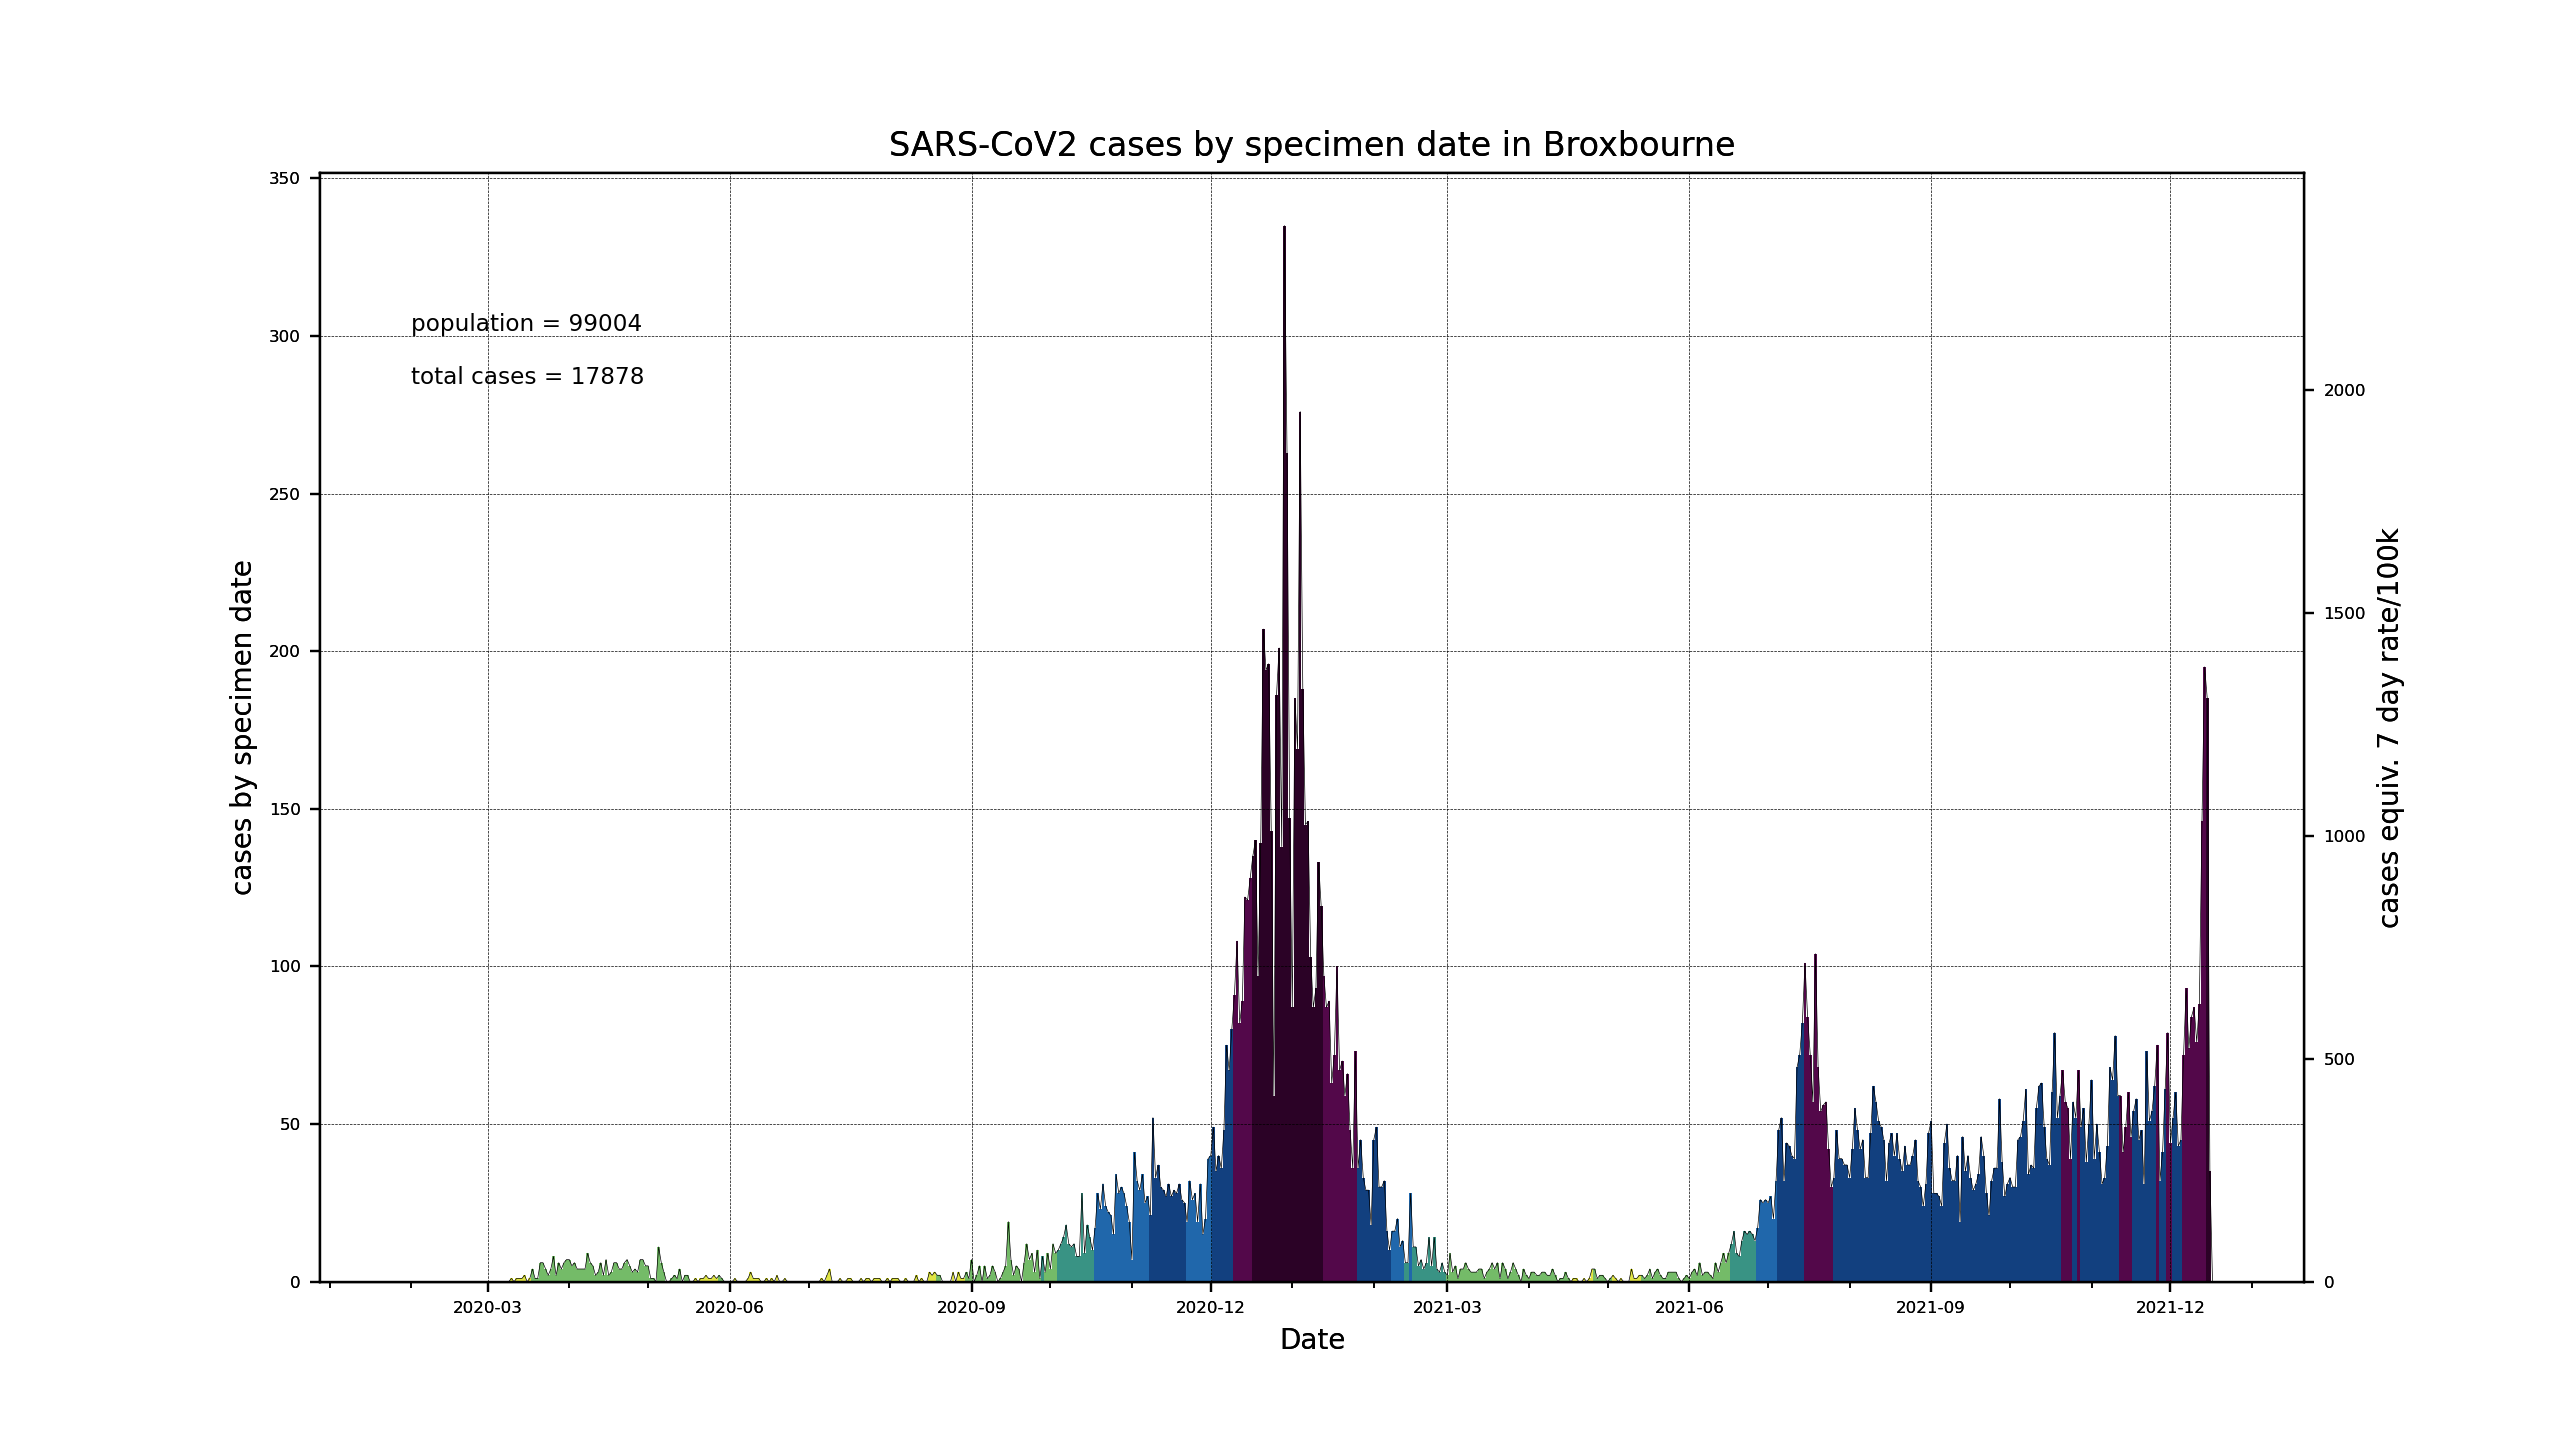 SARS-CoV2 cases by specimen date in Broxbourne
350
300
250
200
150
100
50
0
cases by specimen date
population = 99004
total cases = 17878
2000
1500
1000
500
0
cases equiv. 7 day rate/100k
2020-03 2020-06 2020-09 2020-12 2021-03 2021-06 2021-09 2021-12
Date